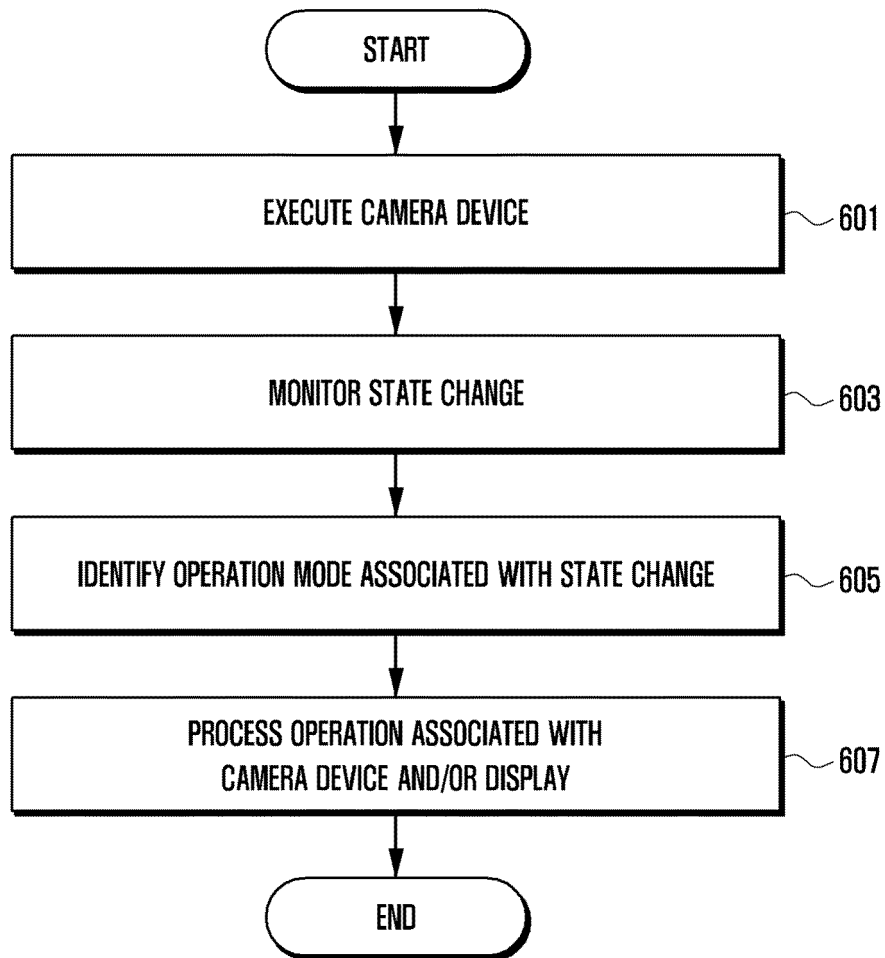 START
EXECUTE CAMERA DEVICE
601
MONITOR STATE CHANGE
603
IDENTIFY OPERATION MODE ASSOCIATED WITH STATE CHANGE
605
PROCESS OPERATION ASSOCIATED WITH
CAMERA DEVICE AND/OR DISPLAY
607
END